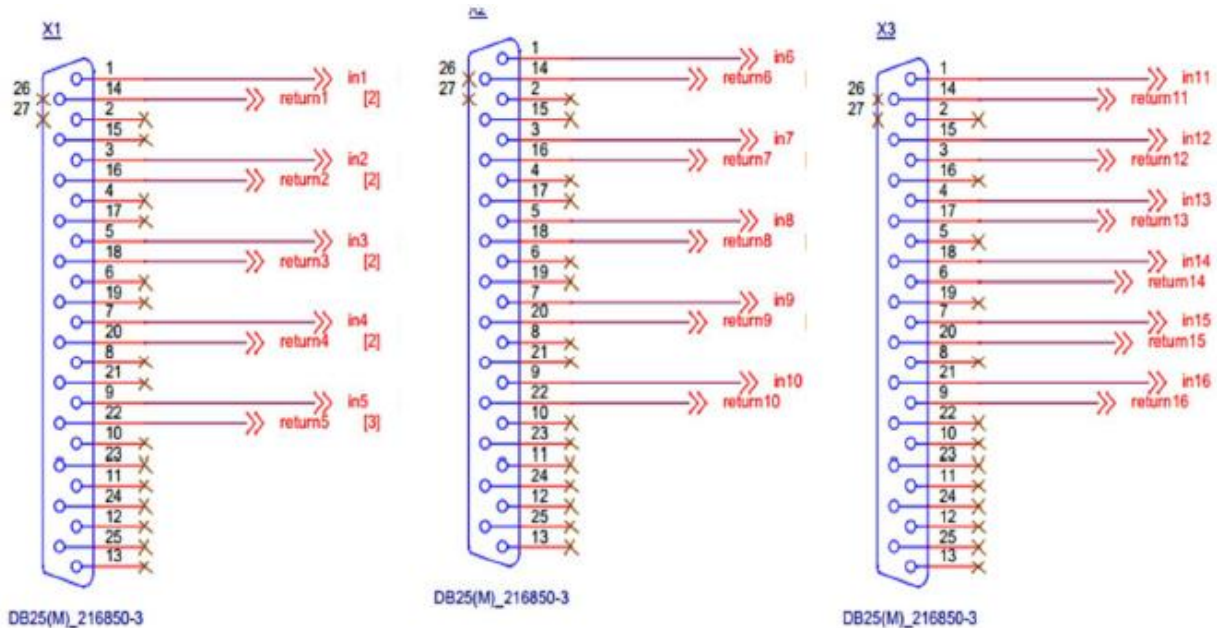 X1
1
in1
26
14
return1 [2]
27
2
15
3
in2
16
return2 [2]
4
17
5
in3
18
return3 [2]
6
19
7
in4
20
return4 [2]
8
21
9
in5
22
return5 [3]
10
23
11
24
12
25
13
DB25(M)_216850-3
X2
1
in6
26
14
return6
27
2
15
3
in7
16
return7
4
17
5
in8
18
return8
6
19
7
in9
20
return9
8
21
9
in10
22
return10
10
23
11
24
12
25
13
DB25(M)_216850-3
X3
1
in11
26
14
return11
27
2
15
in12
3
return12
16
4
in13
17
return13
5
18
in14
6
return14
19
7
in15
20
return15
8
21
in16
9
return16
22
10
23
11
24
12
25
13
DB25(M)_216850-3